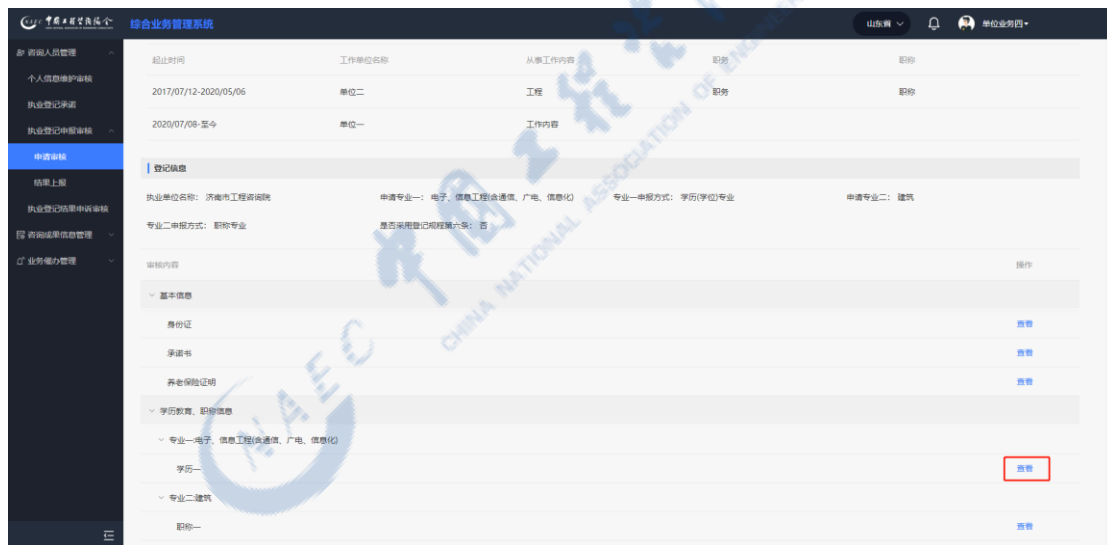 中国工程咨询协会 综合业务管理系统 山东省 单位业务四
咨询人员管理
个人信息维护审核
执业登记承诺
执业登记申报审核
申请审核
结果上报
执业登记结果申诉审核
咨询成果信息管理
业务催办管理
起止时间 工作单位名称 从事工作内容 职务 职称
2017/07/12-2020/05/06 单位二 工程 职务 职称
2020/07/08-至今 单位一 工作内容
登记信息
执业单位名称: 济南市工程咨询院 申请专业一: 电子、信息工程(含通信、广电、信息化) 专业一申报方式: 学历(学位)专业 申请专业二: 建筑
专业二申报方式: 职称专业 是否采用登记规程第六条: 否
审核内容 操作
基本信息
身份证 查看
承诺书 查看
养老保险证明 查看
学历教育、职称信息
专业一:电子、信息工程(含通信、广电、信息化)
学历一 查看
专业二:建筑
职称一 查看
CNAEC 中国工程咨询
CHINA NATIONAL ASSOCIATION OF ENGINE